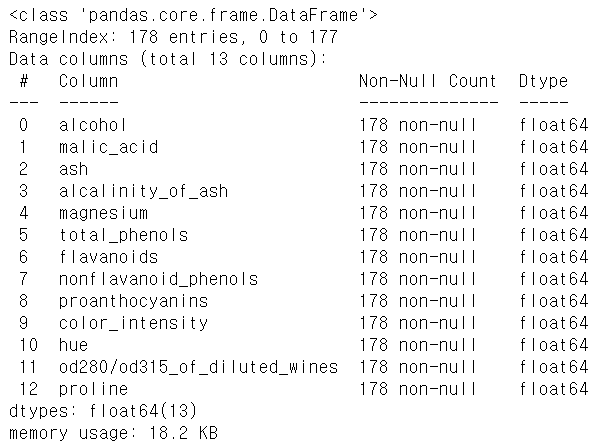 <class 'pandas.core.frame.DataFrame'>
RangeIndex: 178 entries, 0 to 177
Data columns (total 13 columns):
 #   Column                        Non-Null Count  Dtype
---  ------                        --------------  -----
 0   alcohol                       178 non-null    float64
 1   malic_acid                    178 non-null    float64
 2   ash                           178 non-null    float64
 3   alcalinity_of_ash             178 non-null    float64
 4   magnesium                     178 non-null    float64
 5   total_phenols                 178 non-null    float64
 6   flavanoids                    178 non-null    float64
 7   nonflavanoid_phenols          178 non-null    float64
 8   proanthocyanins               178 non-null    float64
 9   color_intensity               178 non-null    float64
 10  hue                           178 non-null    float64
 11  od280/od315_of_diluted_wines  178 non-null    float64
 12  proline                       178 non-null    float64
dtypes: float64(13)
memory usage: 18.2 KB